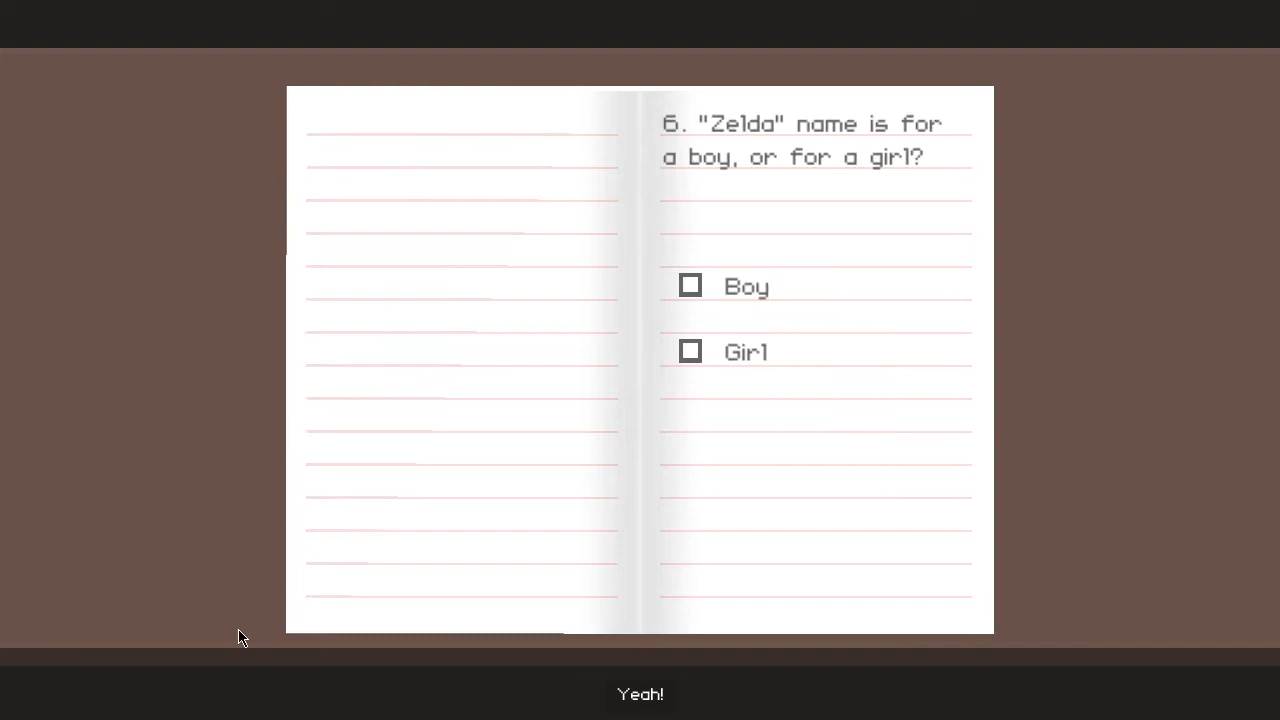 6. "Zelda" name is for
a boy, or for a girl?
Boy
Girl
Yeah!